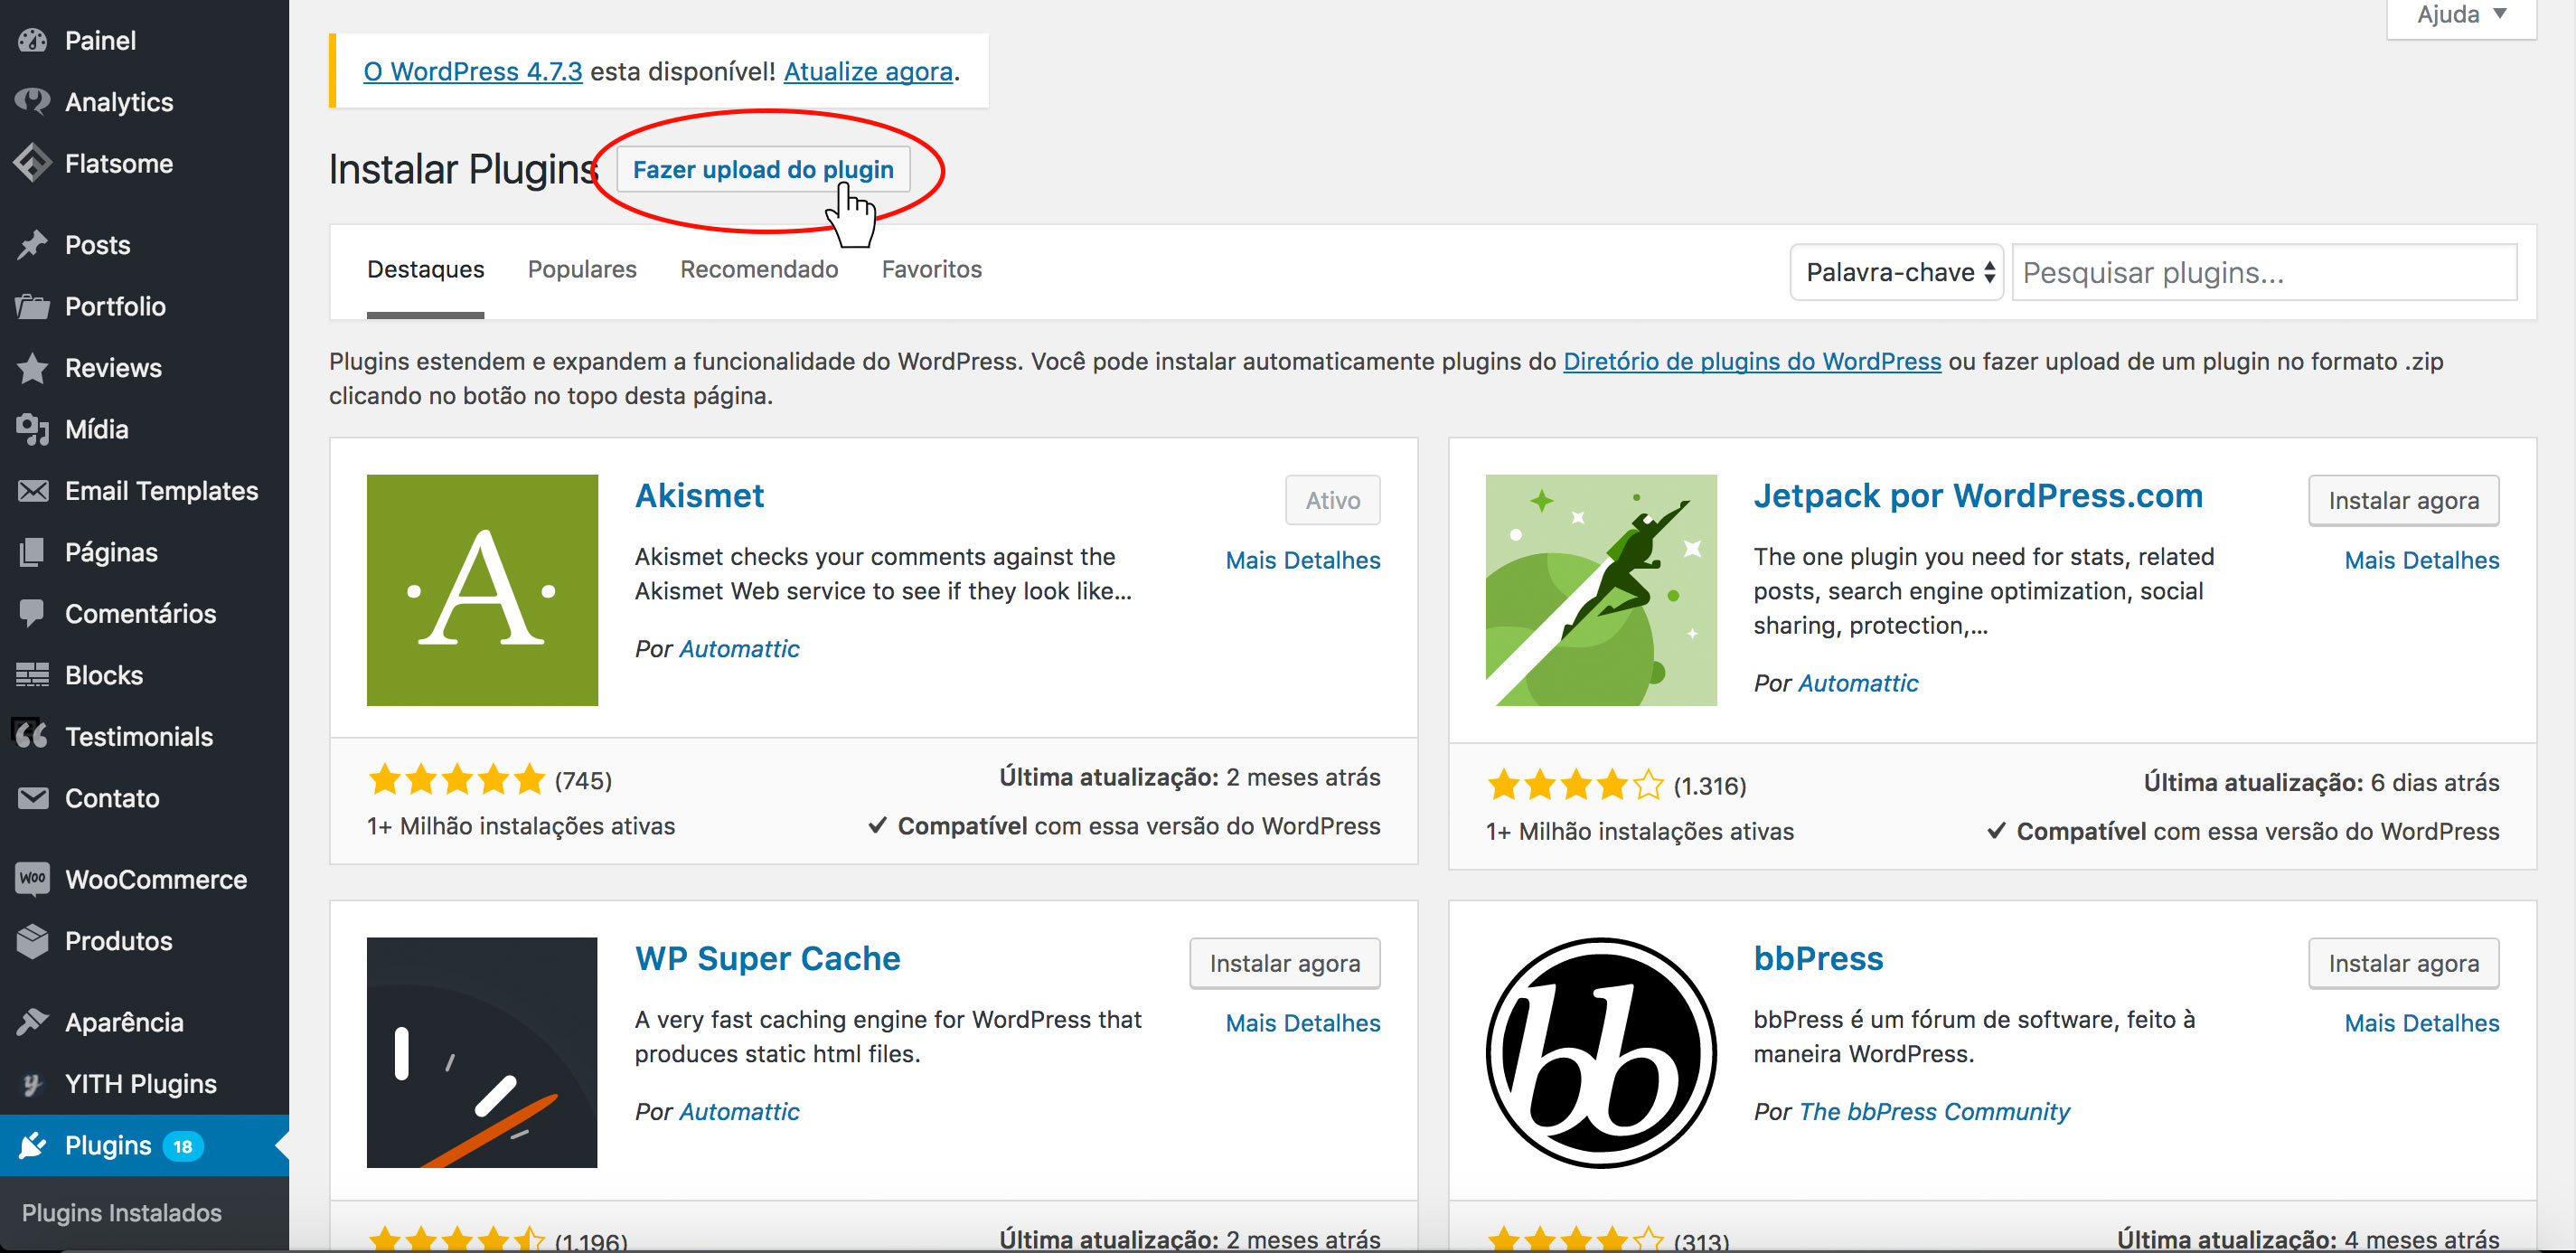 Painel
Analytics
Flatsome
Posts
Portfolio
Reviews
Mídia
Email Templates
Páginas
Comentários
Blocks
Testimonials
Contato
WooCommerce
Produtos
Aparência
YITH Plugins
Plugins 18
Plugins Instalados
Ajuda
O WordPress 4.7.3 esta disponível! Atualize agora.
Instalar Plugins Fazer upload do plugin
Destaques Populares Recomendado Favoritos Palavra-chave Pesquisar plugins...
Plugins estendem e expandem a funcionalidade do WordPress. Você pode instalar automaticamente plugins do Diretório de plugins do WordPress ou fazer upload de um plugin no formato .zip
clicando no botão no topo desta página.
A
Akismet
Ativo
Mais Detalhes
Akismet checks your comments against the
Akismet Web service to see if they look like...
Por Automattic
(745)
Última atualização: 2 meses atrás
1+ Milhão instalações ativas
Compatível com essa versão do WordPress
Jetpack por WordPress.com
Instalar agora
Mais Detalhes
The one plugin you need for stats, related
posts, search engine optimization, social
sharing, protection,...
Por Automattic
(1.316)
Última atualização: 6 dias atrás
1+ Milhão instalações ativas
Compatível com essa versão do WordPress
WP Super Cache
Instalar agora
Mais Detalhes
A very fast caching engine for WordPress that
produces static html files.
Por Automattic
(1.196)
Última atualização: 2 meses atrás
bb
bbPress
Instalar agora
Mais Detalhes
bbPress é um fórum de software, feito à
maneira WordPress.
Por The bbPress Community
(313)
Última atualização: 4 meses atrás